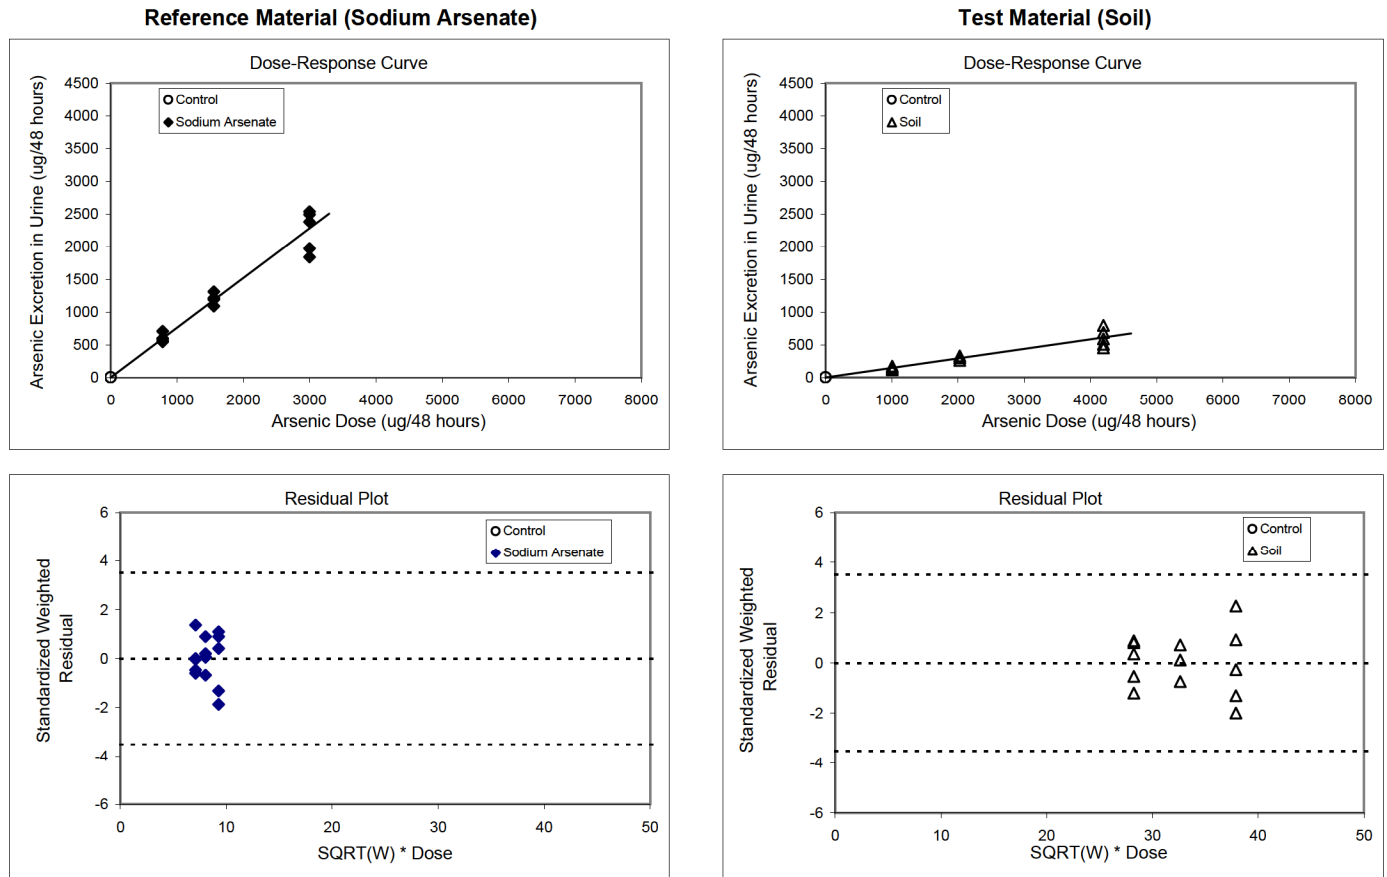 Reference Material (Sodium Arsenate)
Dose-Response Curve
Arsenic Excretion in Urine (ug/48 hours)
4500
4000
3500
3000
2500
2000
1500
1000
500
0
Control
Sodium Arsenate
0 1000 2000 3000 4000 5000 6000 7000 8000
Arsenic Dose (ug/48 hours)
Test Material (Soil)
Dose-Response Curve
Arsenic Excretion in Urine (ug/48 hours)
4500
4000
3500
3000
2500
2000
1500
1000
500
0
Control
Soil
0 1000 2000 3000 4000 5000 6000 7000 8000
Arsenic Dose (ug/48 hours)
Residual Plot
Standardized Weighted
Residual
6
4
2
0
-2
-4
-6
Control
Sodium Arsenate
0 10 20 30 40 50
SQRT(W) * Dose
Residual Plot
Standardized Weighted
Residual
6
4
2
0
-2
-4
-6
Control
Soil
0 10 20 30 40 50
SQRT(W) * Dose